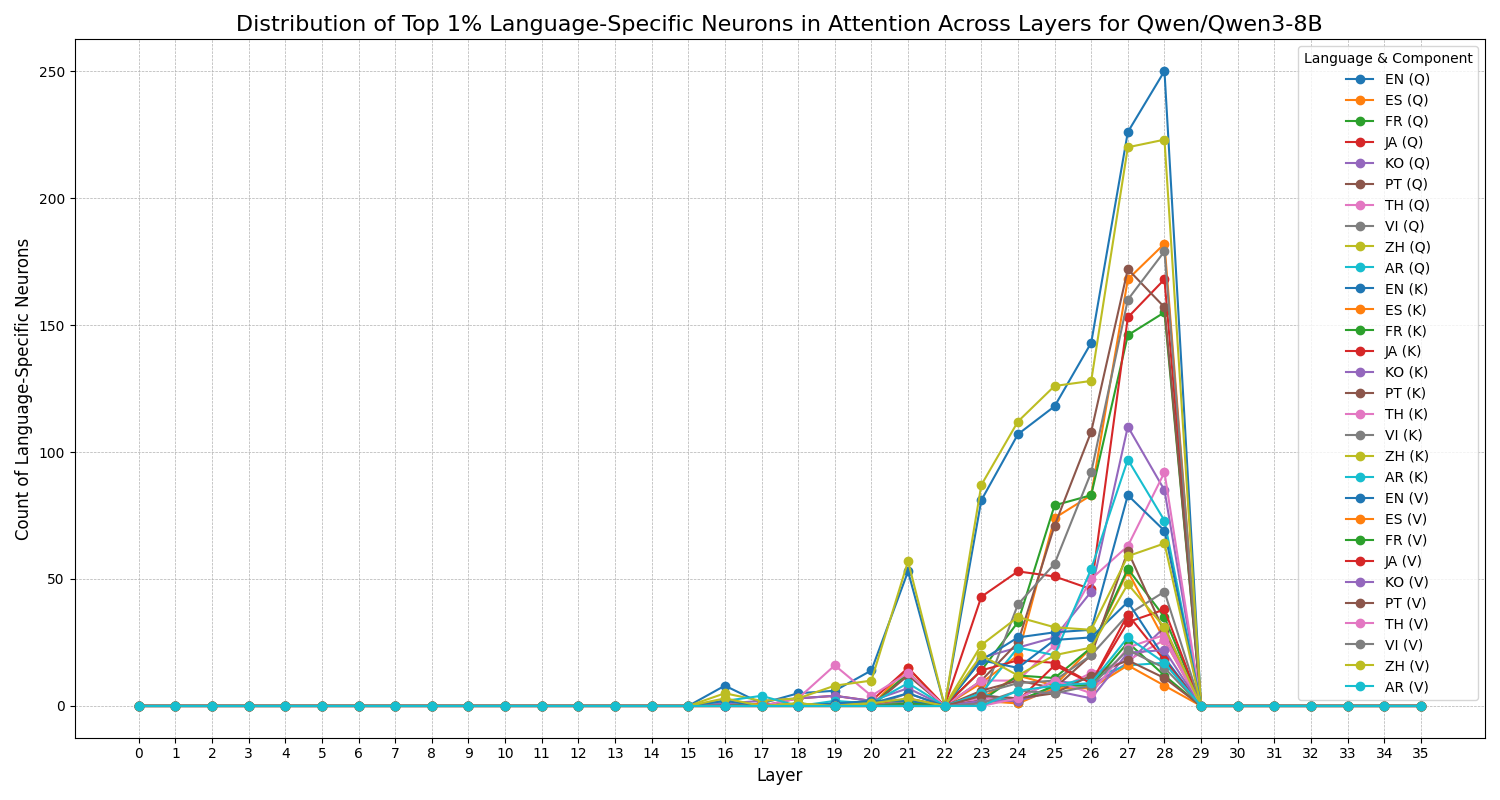 Distribution of Top 1% Language-Specific Neurons in Attention Across Layers for Qwen/Qwen3-8B
Count of Language-Specific Neurons
250
200
150
100
50
0
Language & Component
EN (Q)
ES (Q)
FR (Q)
JA (Q)
KO (Q)
PT (Q)
TH (Q)
VI (Q)
ZH (Q)
AR (Q)
EN (K)
ES (K)
FR (K)
JA (K)
KO (K)
PT (K)
TH (K)
VI (K)
ZH (K)
AR (K)
EN (V)
ES (V)
FR (V)
JA (V)
KO (V)
PT (V)
TH (V)
VI (V)
ZH (V)
AR (V)
0 1 2 3 4 5 6 7 8 9 10 11 12 13 14 15 16 17 18 19 20 21 22 23 24 25 26 27 28 29 30 31 32 33 34 35
Layer